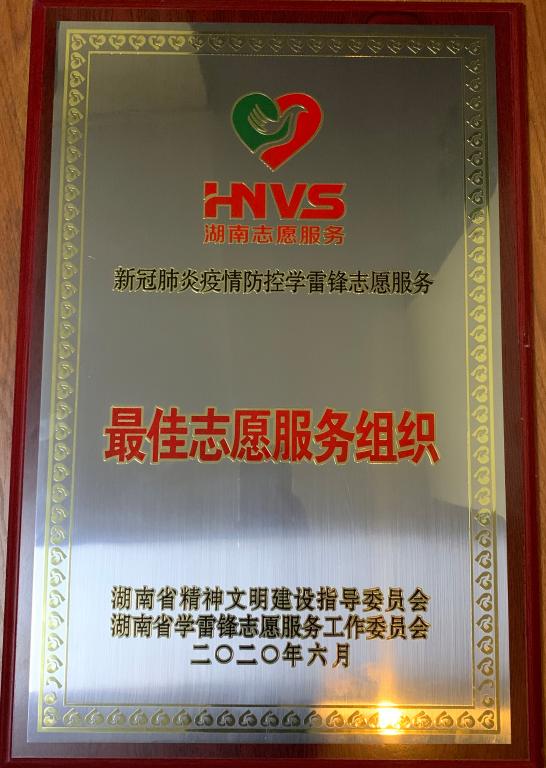 HNVS
湖南志愿服务
新冠肺炎疫情防控学雷锋志愿服务
最佳志愿服务组织
湖南省精神文明建设指导委员会
湖南省学雷锋志愿服务工作委员会
二〇二〇年六月